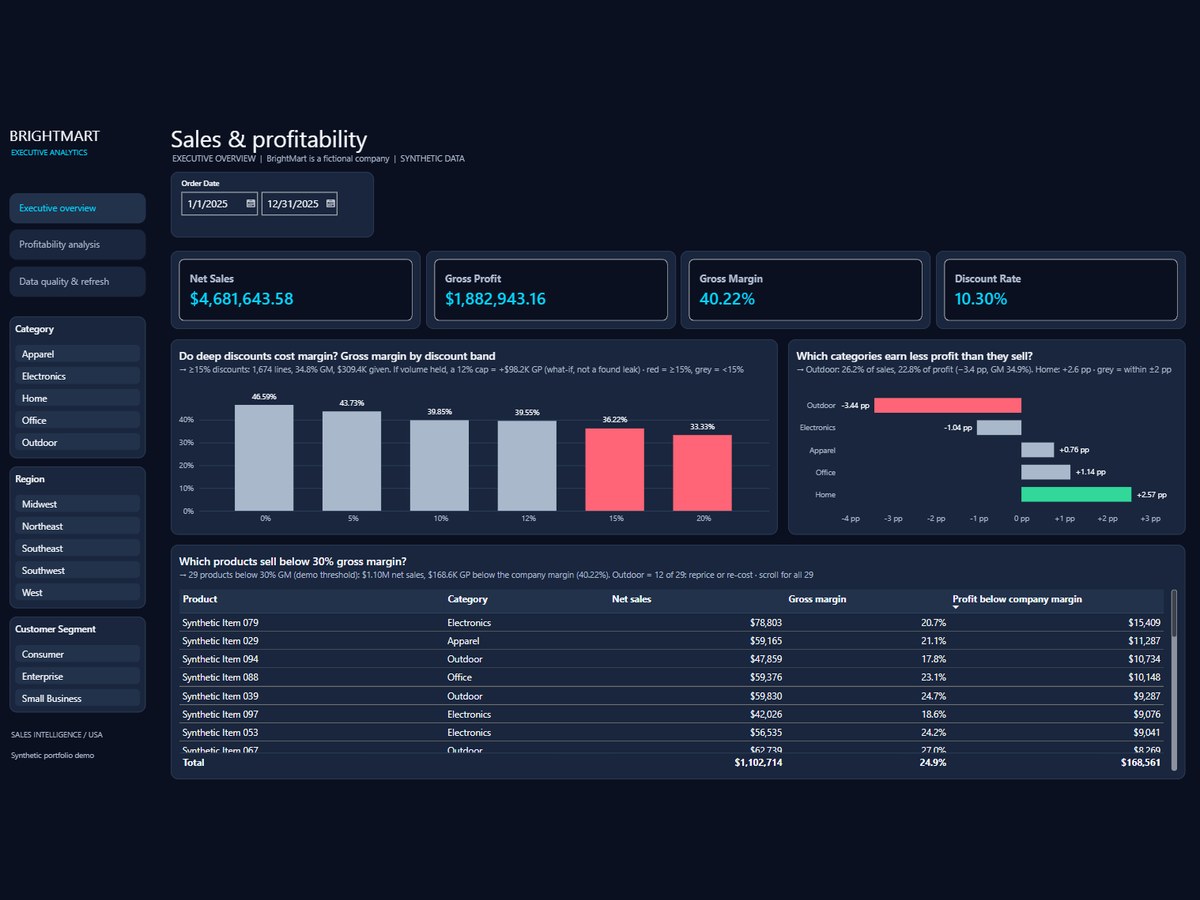 BRIGHTMART
EXECUTIVE ANALYTICS
Executive overview
Profitability analysis
Data quality & refresh
Category
Apparel
Electronics
Home
Office
Outdoor
Region
Midwest
Northeast
Southeast
Southwest
West
Customer Segment
Consumer
Enterprise
Small Business
SALES INTELLIGENCE / USA
Synthetic portfolio demo
Sales & profitability
EXECUTIVE OVERVIEW | BrightMart is a fictional company | SYNTHETIC DATA
Order Date
1/1/2025 12/31/2025
Net Sales
$4,681,643.58
Gross Profit
$1,882,943.16
Gross Margin
40.22%
Discount Rate
10.30%
Do deep discounts cost margin? Gross margin by discount band
→ ≥15% discounts: 1,674 lines, 34.8% GM, $309.4K given. If volume held, a 12% cap = +$98.2K GP (what-if, not a found leak) · red = ≥15%, grey = <15%
46.59% 43.73% 39.85% 39.55% 36.22% 33.33%
40%
30%
20%
10%
0%
0% 5% 10% 12% 15% 20%
Which categories earn less profit than they sell?
→ Outdoor: 26.2% of sales, 22.8% of profit (−3.4 pp, GM 34.9%). Home: +2.6 pp · grey = within ±2 pp
Outdoor -3.44 pp
Electronics -1.04 pp
Apparel +0.76 pp
Office +1.14 pp
Home +2.57 pp
-4 pp -3 pp -2 pp -1 pp 0 pp +1 pp +2 pp +3 pp
Which products sell below 30% gross margin?
→ 29 products below 30% GM (demo threshold): $1.10M net sales, $168.6K GP below the company margin (40.22%). Outdoor = 12 of 29: reprice or re-cost · scroll for all 29
Product Category Net sales Gross margin Profit below company margin
Synthetic Item 079 Electronics $78,803 20.7% $15,409
Synthetic Item 029 Apparel $59,165 21.1% $11,287
Synthetic Item 094 Outdoor $47,859 17.8% $10,734
Synthetic Item 088 Office $59,376 23.1% $10,148
Synthetic Item 039 Outdoor $59,830 24.7% $9,287
Synthetic Item 097 Electronics $42,026 18.6% $9,076
Synthetic Item 053 Electronics $56,535 24.2% $9,041
Synthetic Item 067 Outdoor $62,739 27.0% $8,269
Total $1,102,714 24.9% $168,561